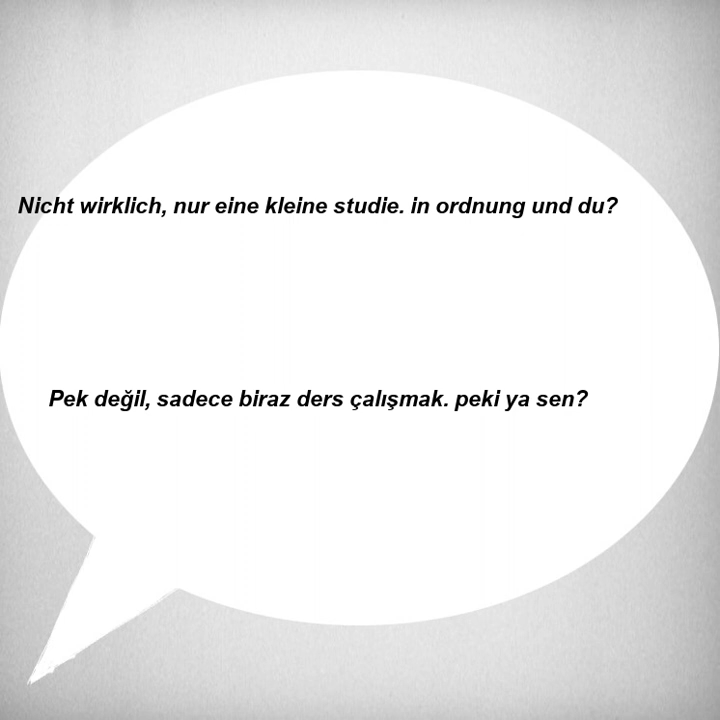 Nicht wirklich, nur eine kleine studie. in ordnung und du?
Pek değil, sadece biraz ders çalışmak. peki ya sen?